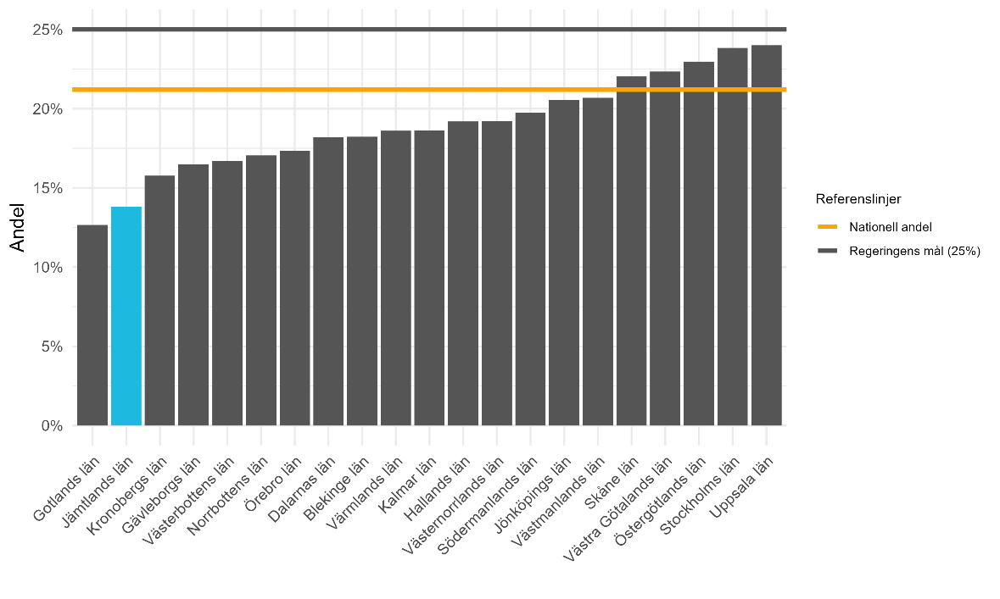 25%
20%
15%
10%
5%
0%
Andel
Gotlands län
Jämtlands län
Kronobergs län
Gävleborgs län
Västerbottens län
Norrbottens län
Örebro län
Dalarnas län
Blekinge län
Värmlands län
Kalmar län
Hallands län
Västernorrlands län
Södermanlands län
Jönköpings län
Västmanlands län
Skåne län
Västra Götalands län
Östergötlands län
Stockholms län
Uppsala län
Referenslinjer
Nationell andel
Regeringens mål (25%)